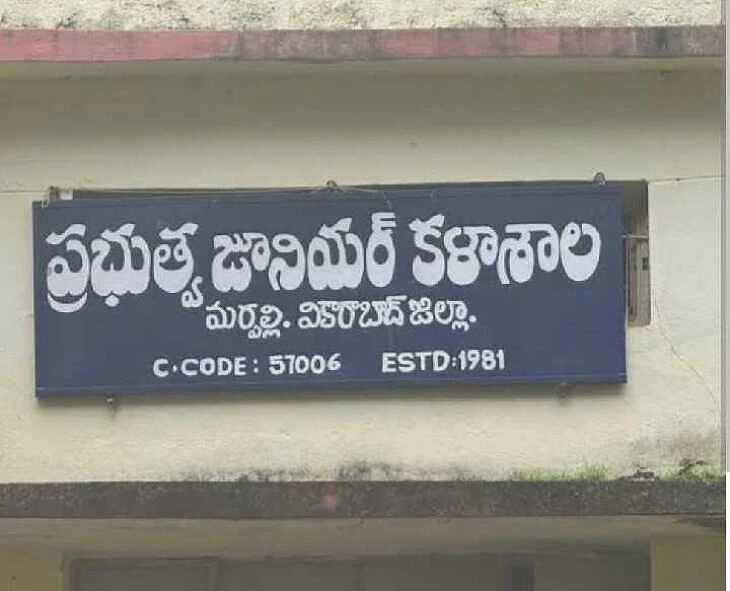 ప్రభుత్వ జూనియర్ కళాశాల
మర్పల్లి. వికారాబాద్ జిల్లా.
C.CODE: 57006 ESTD:1981